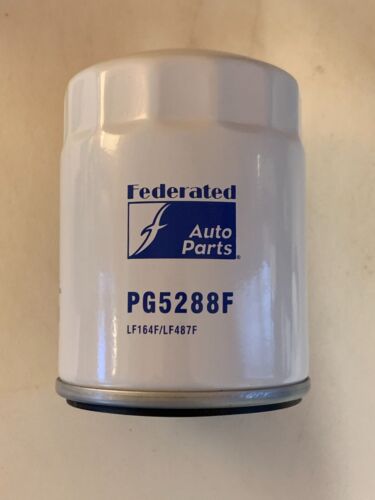 Federated
f Auto
Parts®
PG5288F
LF164F/LF487F